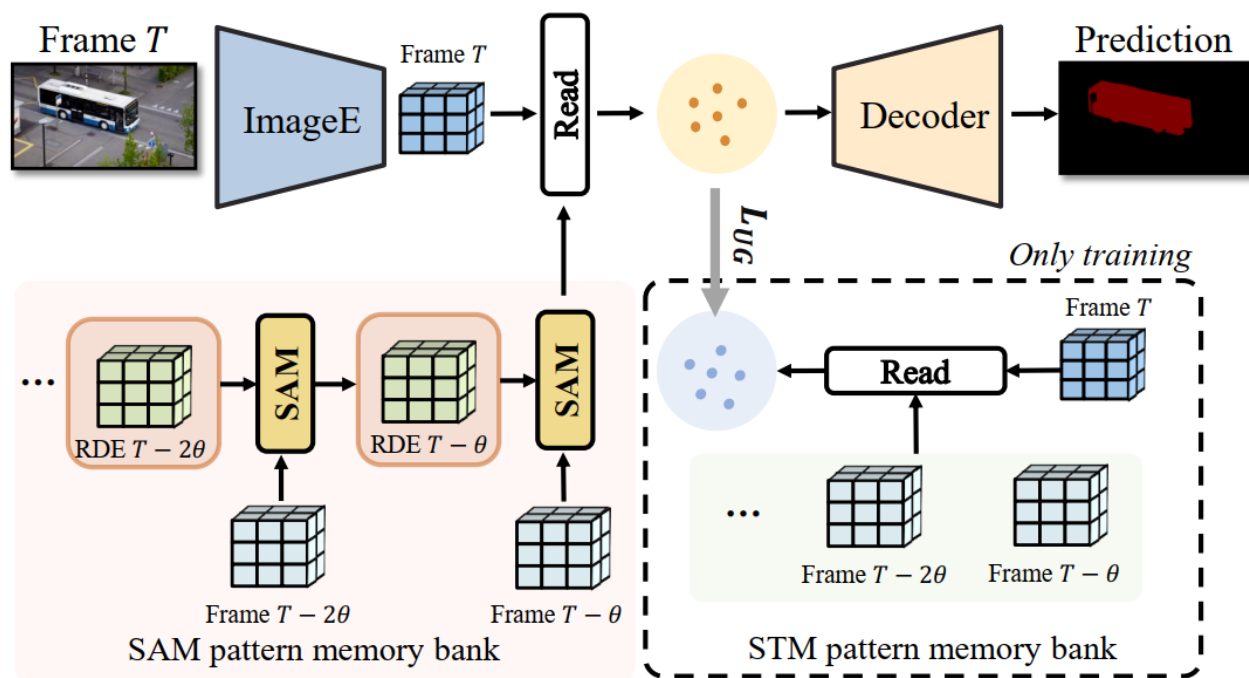 Frame T
ImageE
Frame T
Read
Decoder
Prediction
L_UG
Only training
...
RDE T − 2θ
SAM
RDE T − θ
SAM
Frame T − 2θ
Frame T − θ
SAM pattern memory bank
Frame T
Read
...
Frame T − 2θ
Frame T − θ
STM pattern memory bank